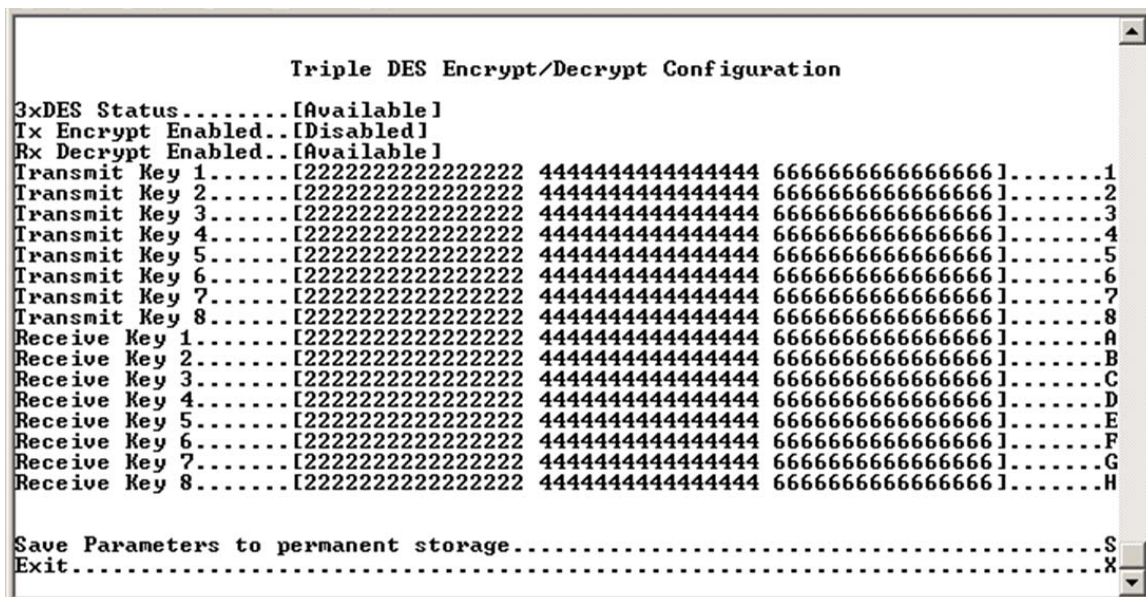 Triple DES Encrypt/Decrypt Configuration
3xDES Status........[Available]
Tx Encrypt Enabled..[Disabled]
Rx Decrypt Enabled..[Available]
Transmit Key 1......[2222222222222222 4444444444444444 6666666666666666].......1
Transmit Key 2......[2222222222222222 4444444444444444 6666666666666666].......2
Transmit Key 3......[2222222222222222 4444444444444444 6666666666666666].......3
Transmit Key 4......[2222222222222222 4444444444444444 6666666666666666].......4
Transmit Key 5......[2222222222222222 4444444444444444 6666666666666666].......5
Transmit Key 6......[2222222222222222 4444444444444444 6666666666666666].......6
Transmit Key 7......[2222222222222222 4444444444444444 6666666666666666].......7
Transmit Key 8......[2222222222222222 4444444444444444 6666666666666666].......8
Receive Key 1.......[2222222222222222 4444444444444444 6666666666666666].......A
Receive Key 2.......[2222222222222222 4444444444444444 6666666666666666].......B
Receive Key 3.......[2222222222222222 4444444444444444 6666666666666666].......C
Receive Key 4.......[2222222222222222 4444444444444444 6666666666666666].......D
Receive Key 5.......[2222222222222222 4444444444444444 6666666666666666].......E
Receive Key 6.......[2222222222222222 4444444444444444 6666666666666666].......F
Receive Key 7.......[2222222222222222 4444444444444444 6666666666666666].......G
Receive Key 8.......[2222222222222222 4444444444444444 6666666666666666].......H
Save Parameters to permanent storage..........................................S
Exit..........................................................................X